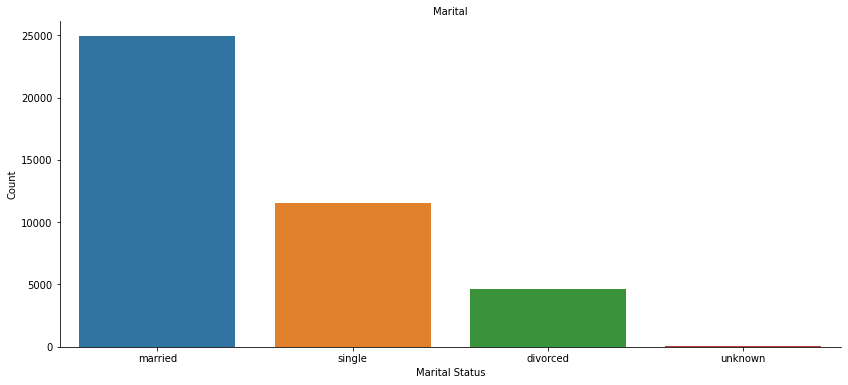 Marital
25000
20000
15000
10000
5000
0
Count
married single divorced unknown
Marital Status